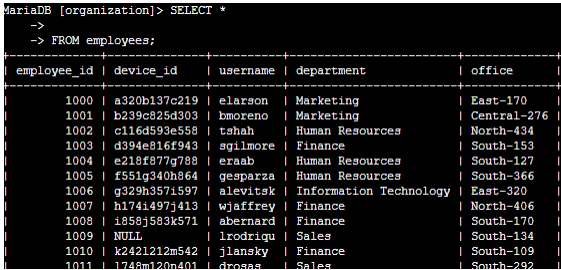 MariaDB [organization]> SELECT *
->
-> FROM employees;
+-------------+--------------+----------+------------------------+-------------+
| employee_id | device_id | username | department | office |
+-------------+--------------+----------+------------------------+-------------+
| 1000 | a320b137c219 | elarson | Marketing | East-170 |
| 1001 | b239c825d303 | bmoreno | Marketing | Central-276 |
| 1002 | c116d593e558 | tshah | Human Resources | North-434 |
| 1003 | d394e816f943 | sgilmore | Finance | South-153 |
| 1004 | e218f877g788 | eraab | Human Resources | South-127 |
| 1005 | f551g340h864 | gesparza | Human Resources | South-366 |
| 1006 | g329h357i597 | alevitsk | Information Technology | East-320 |
| 1007 | h174i497j413 | wjaffrey | Finance | North-406 |
| 1008 | i858j583k571 | abernard | Finance | South-170 |
| 1009 | NULL | lrodriqu | Sales | South-134 |
| 1010 | k242l212m542 | jlansky | Finance | South-109 |
| 1011 | l748m120n401 | drosas | Sales | South-292 |